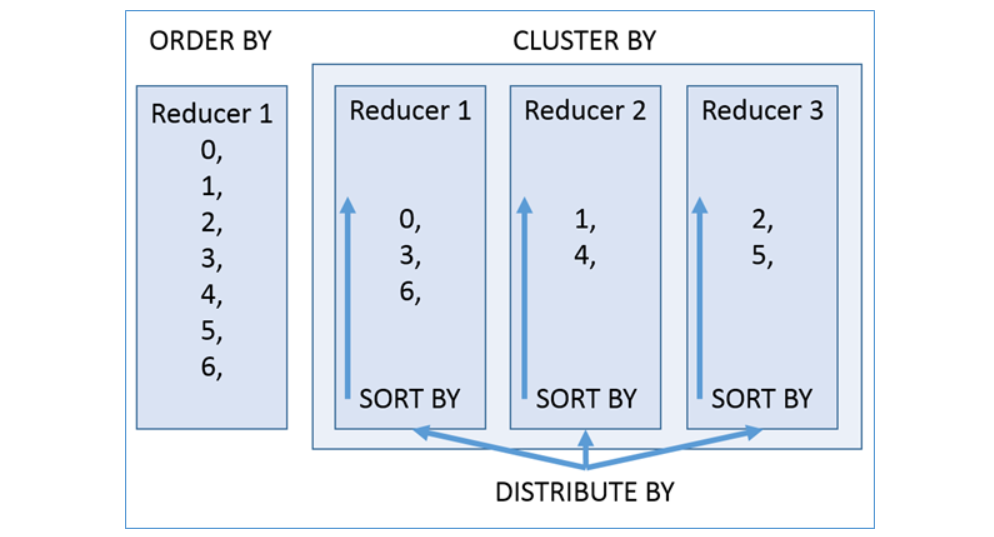 ORDER BY
Reducer 1
0,
1,
2,
3,
4,
5,
6,
CLUSTER BY
Reducer 1
0,
3,
6,
SORT BY
Reducer 2
1,
4,
SORT BY
Reducer 3
2,
5,
SORT BY
DISTRIBUTE BY